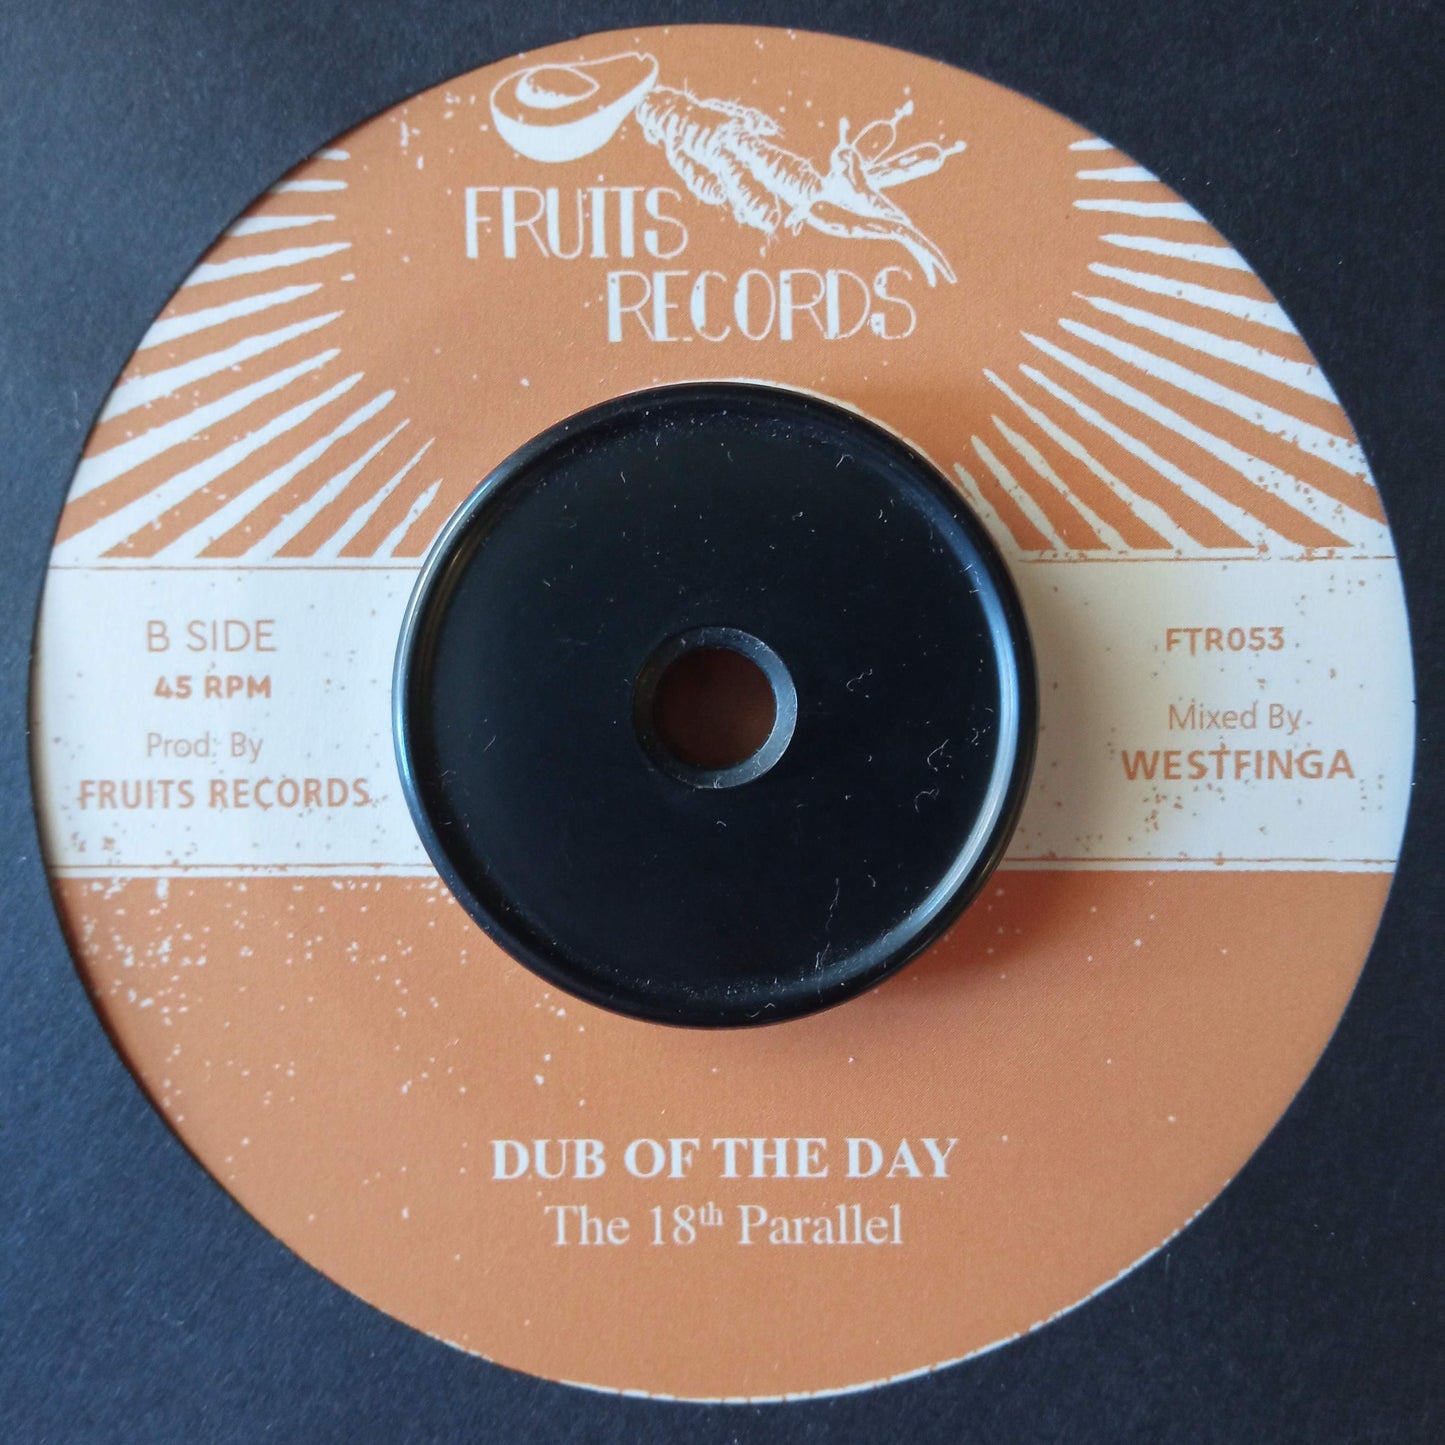 FRUITS
RECORDS
B SIDE
45 RPM
Prod. By
FRUITS RECORDS
FTR053
Mixed By
WESTFINGA
DUB OF THE DAY
The 18th Parallel